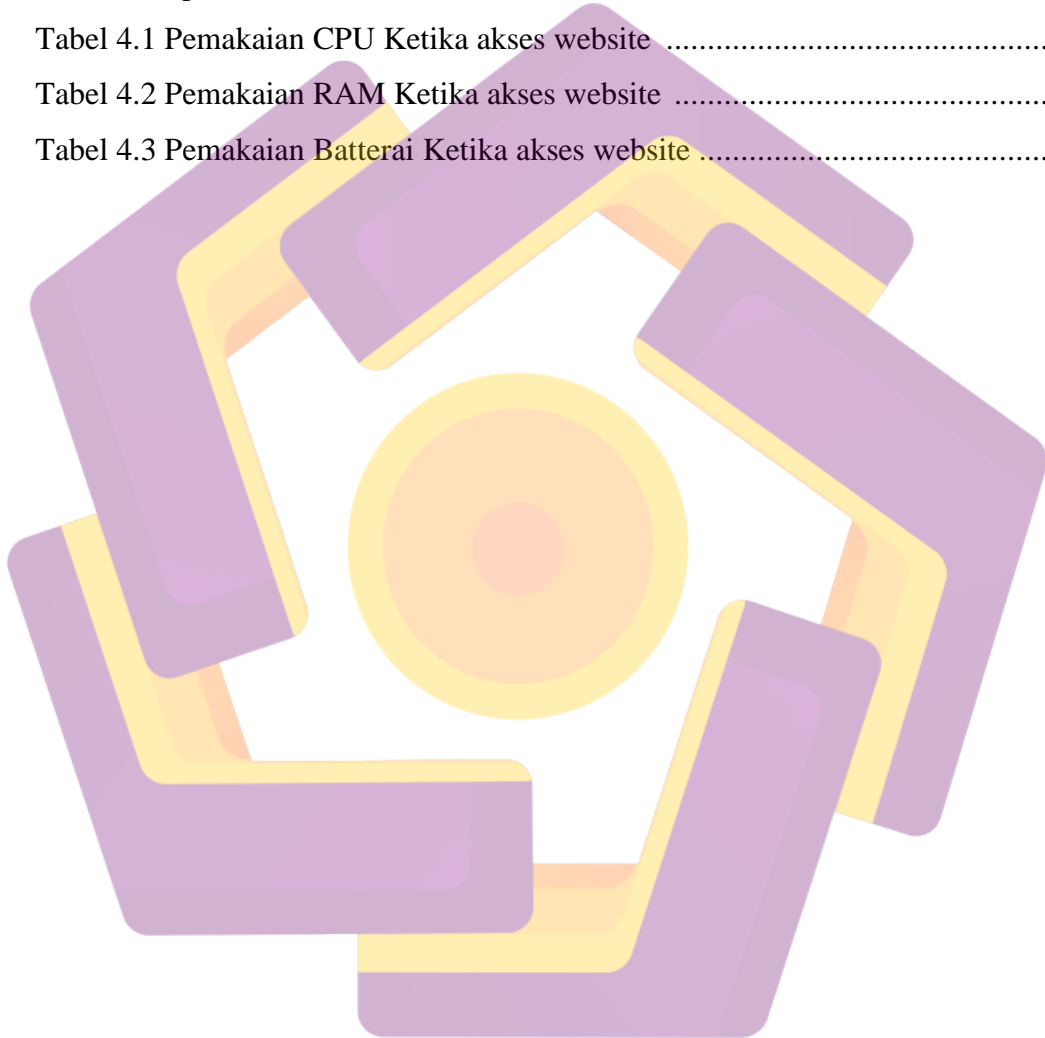 Tabel 4.1 Pemakaian CPU Ketika akses website ................................................
Tabel 4.2 Pemakaian RAM Ketika akses website ...............................................
Tabel 4.3 Pemakaian Batterai Ketika akses website ............................................